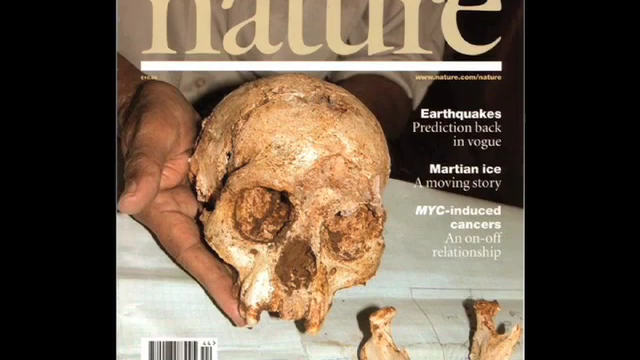 nature
www.nature.com/nature
Earthquakes
Prediction back
in vogue
Martian ice
A moving story
MYC-induced
cancers
An on-off
relationship
44